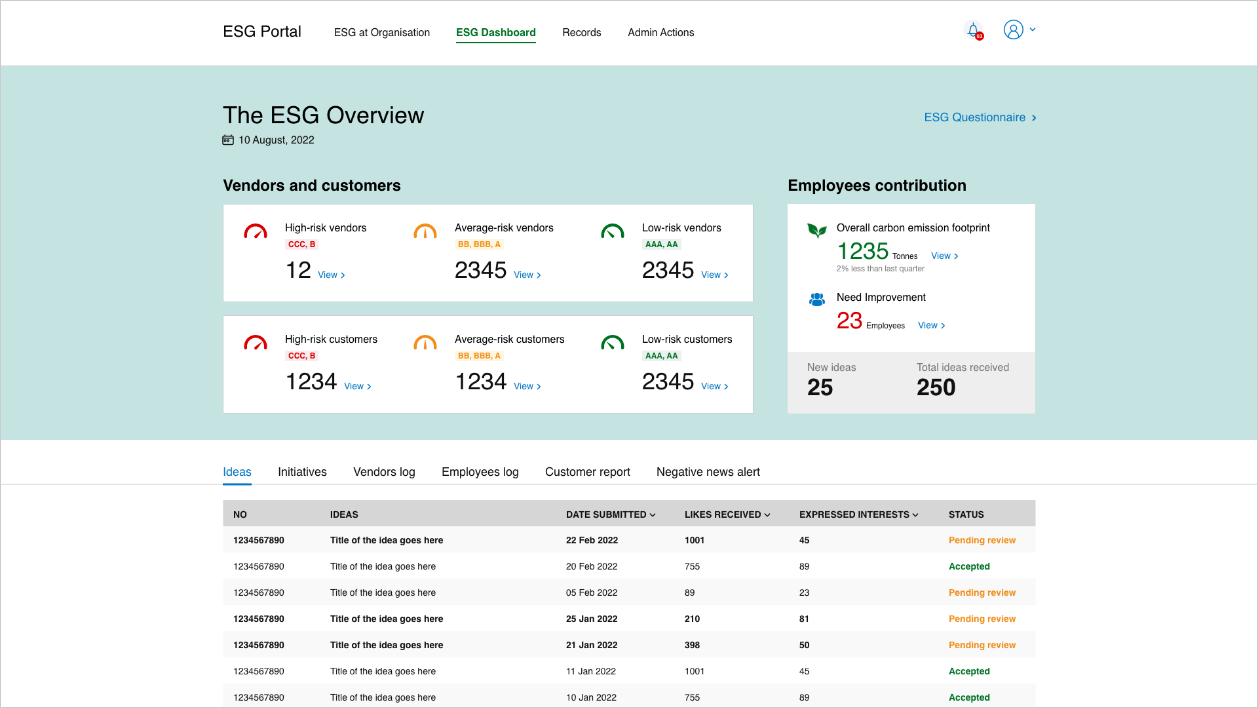 ESG Portal
ESG at Organisation
ESG Dashboard
Records
Admin Actions
The ESG Overview
10 August, 2022
ESG Questionnaire
Vendors and customers
High-risk vendors
CCC, B
12 View
Average-risk vendors
BB, BBB, A
2345 View
Low-risk vendors
AAA, AA
2345 View
High-risk customers
CCC, B
1234 View
Average-risk customers
BB, BBB, A
1234 View
Low-risk customers
AAA, AA
2345 View
Employees contribution
Overall carbon emission footprint
1235 Tonnes View
2% less than last quarter
Need Improvement
23 Employees View
New ideas
25
Total ideas received
250
Ideas Initiatives Vendors log Employees log Customer report Negative news alert
NO IDEAS DATE SUBMITTED LIKES RECEIVED EXPRESSED INTERESTS STATUS
1234567890 Title of the idea goes here 22 Feb 2022 1001 45 Pending review
1234567890 Title of the idea goes here 20 Feb 2022 755 89 Accepted
1234567890 Title of the idea goes here 05 Feb 2022 89 23 Pending review
1234567890 Title of the idea goes here 25 Jan 2022 210 81 Pending review
1234567890 Title of the idea goes here 21 Jan 2022 398 50 Pending review
1234567890 Title of the idea goes here 11 Jan 2022 1001 45 Accepted
1234567890 Title of the idea goes here 10 Jan 2022 755 89 Accepted